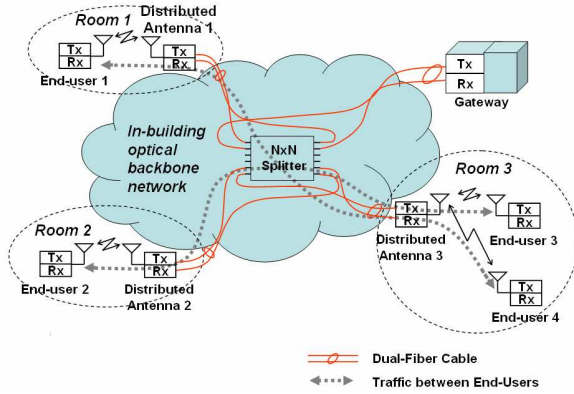 Room 1
Distributed
Antenna 1
Tx
Rx
Tx
Rx
End-user 1
Tx
Rx
Gateway
In-building
optical
backbone
network
NxN
Splitter
Room 3
Tx
Rx
Distributed
Antenna 3
Tx
Rx
End-user 3
Tx
Rx
End-user 4
Room 2
Tx
Rx
End-user 2
Tx
Rx
Distributed
Antenna 2
Dual-Fiber Cable
Traffic between End-Users